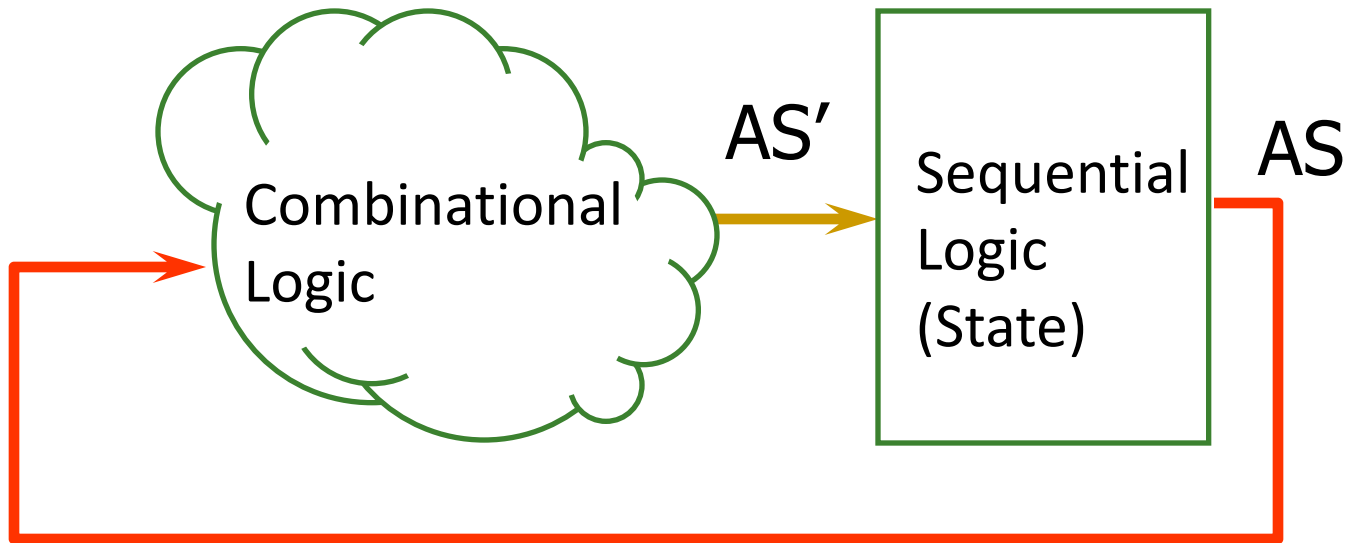 Combinational
Logic
AS′
Sequential
Logic
(State)
AS